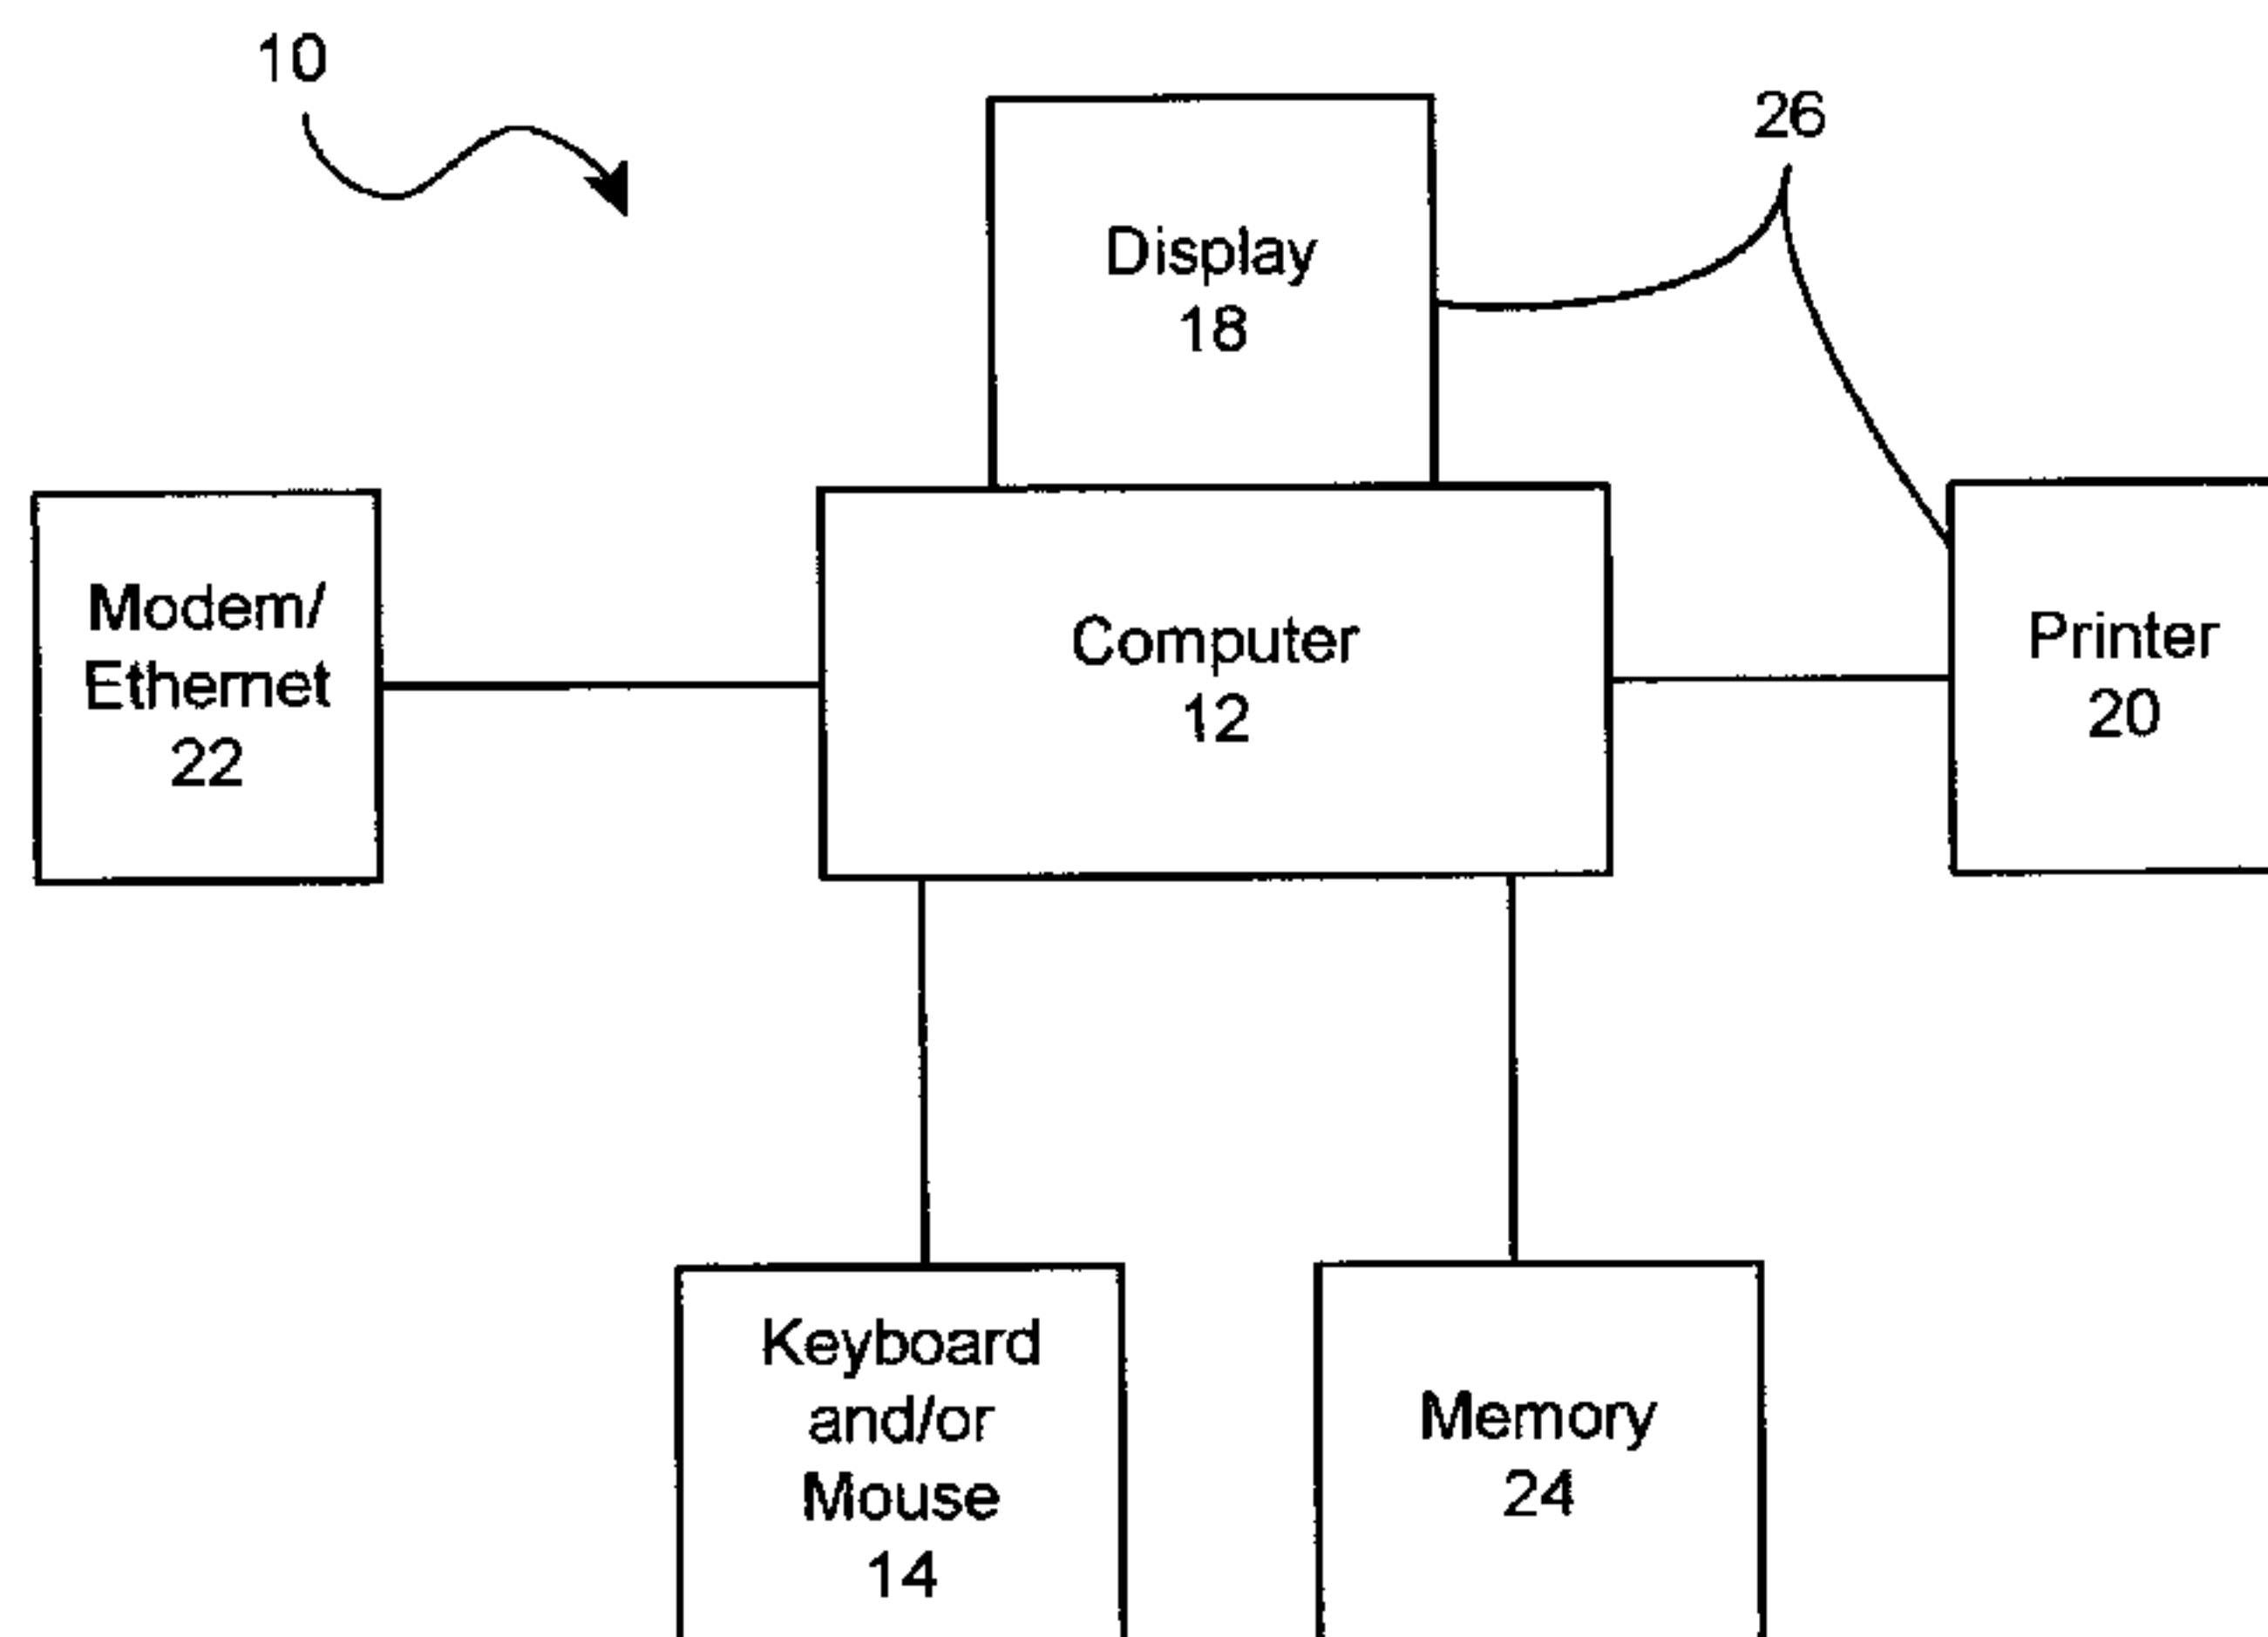 10
26
Display
18
Modem/
Ethernet
22
Computer
12
Printer
20
Keyboard
and/or
Mouse
14
Memory
24